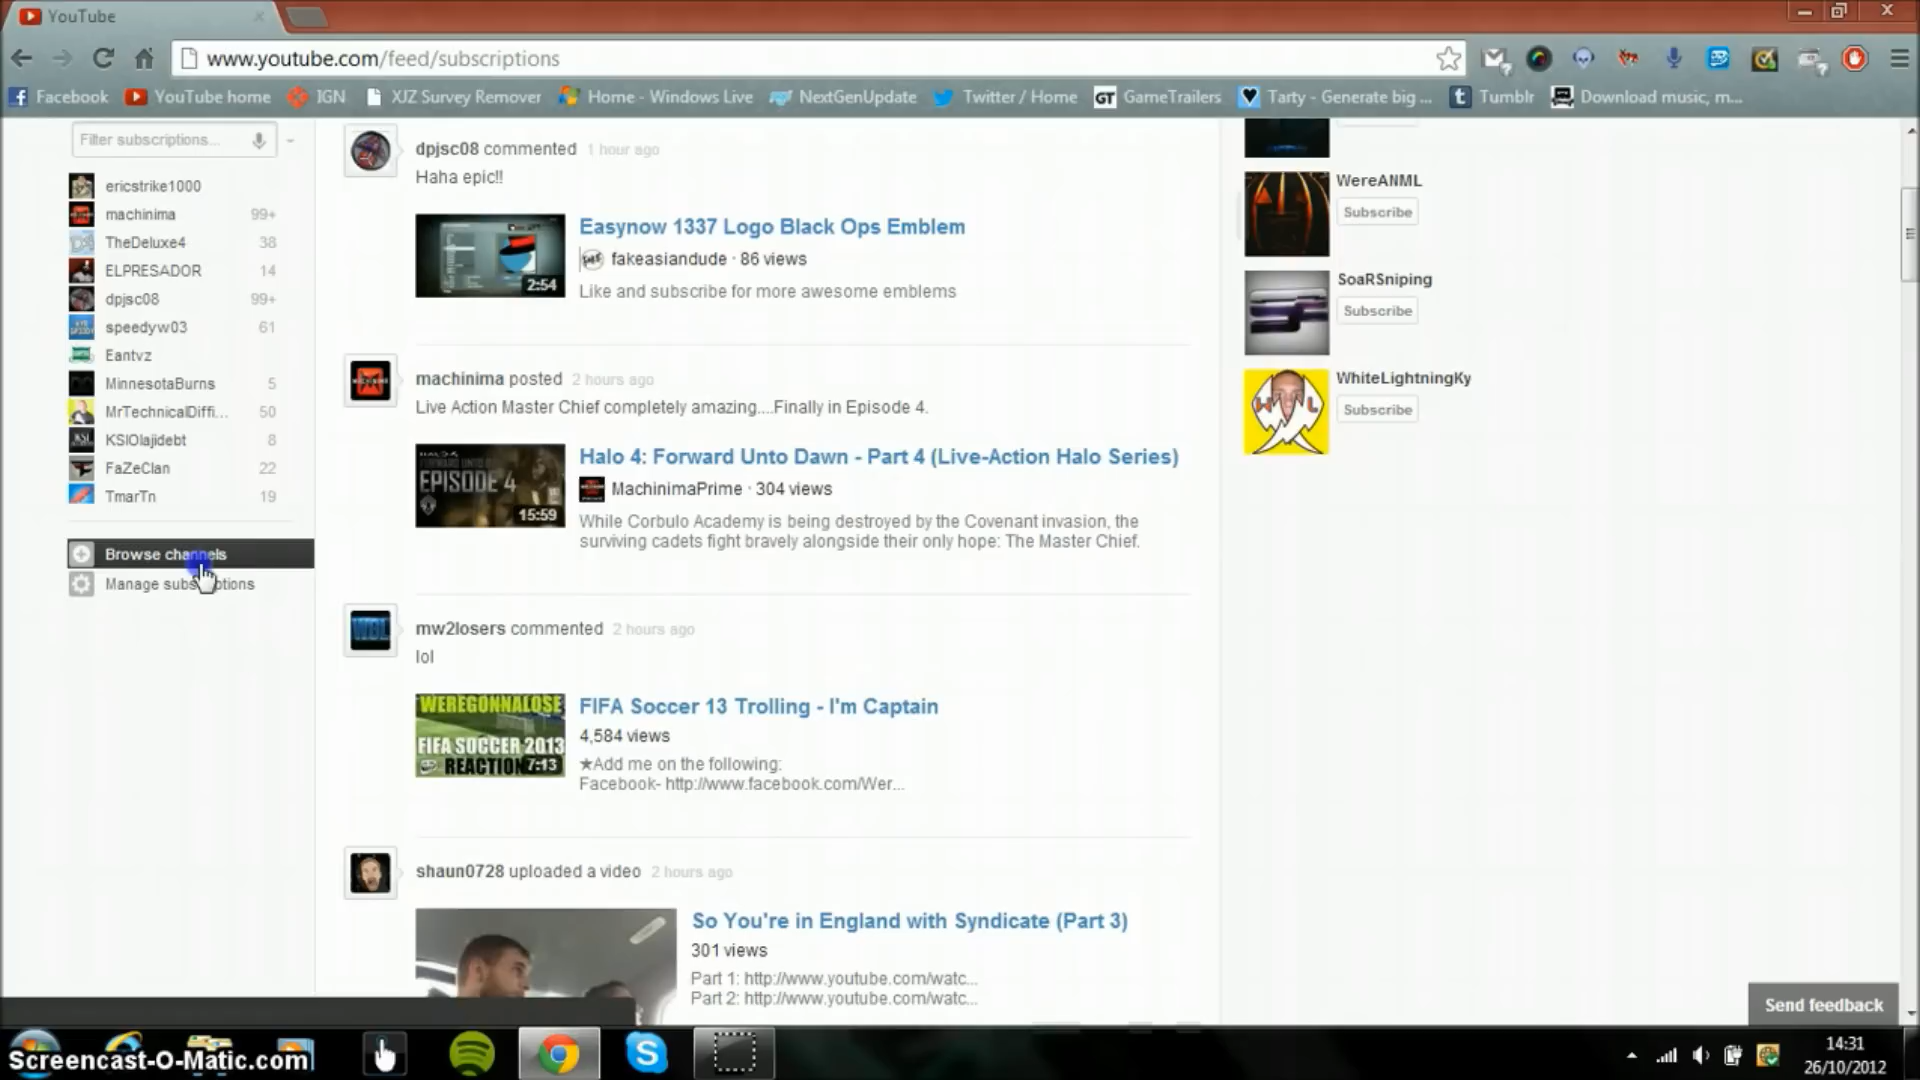 YouTube
www.youtube.com/feed/subscriptions
Facebook YouTube home IGN XJZ Survey Remover Home - Windows Live NextGenUpdate Twitter / Home GT GameTrailers Tarty - Generate big ... Tumblr Download music, m...
Filter subscriptions...
ericstrike1000
machinima 99+
TheDeluxe4 38
ELPRESADOR 14
dpjsc08 99+
speedyw03 61
Eantvz
MinnesotaBurns 5
MrTechnicalDiffi... 50
KSIOlajidebt 8
FaZeClan 22
TmarTn 19
Browse channels
Manage subscriptions
dpjsc08 commented 1 hour ago
Haha epic!!
2:54
Easynow 1337 Logo Black Ops Emblem
fakeasiandude · 86 views
Like and subscribe for more awesome emblems
machinima posted 2 hours ago
Live Action Master Chief completely amazing....Finally in Episode 4.
FORWARD UNTO DAWN
EPISODE 4
15:59
Halo 4: Forward Unto Dawn - Part 4 (Live-Action Halo Series)
MachinimaPrime · 304 views
While Corbulo Academy is being destroyed by the Covenant invasion, the
surviving cadets fight bravely alongside their only hope: The Master Chief.
mw2losers commented 2 hours ago
lol
WEREGONNALOSE
FIFA SOCCER 2013
REACTION
7:13
FIFA Soccer 13 Trolling - I'm Captain
4,584 views
★Add me on the following:
Facebook- http://www.facebook.com/Wer...
shaun0728 uploaded a video 2 hours ago
So You're in England with Syndicate (Part 3)
301 views
Part 1: http://www.youtube.com/watc...
Part 2: http://www.youtube.com/watc...
WereANML
Subscribe
SoaRSniping
Subscribe
WhiteLightningKy
Subscribe
Send feedback
Screencast-O-Matic.com
14:31
26/10/2012